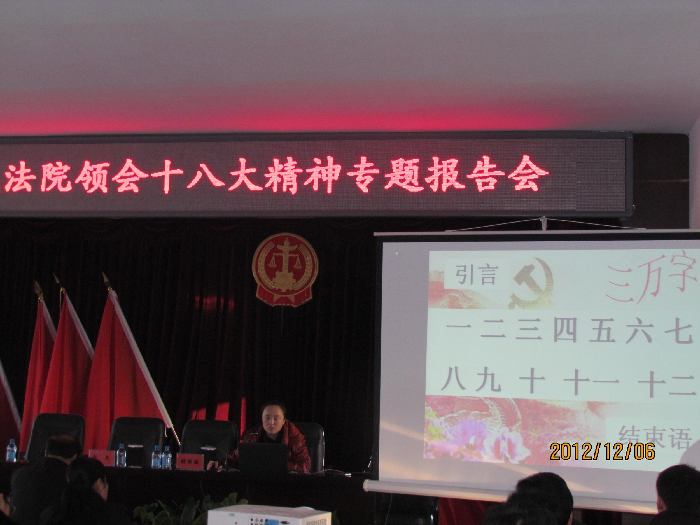 法院领会十八大精神专题报告会
引言
三万字
一 二 三 四 五 六 七
八 九 十 十一 十二
结束语
2012/12/06